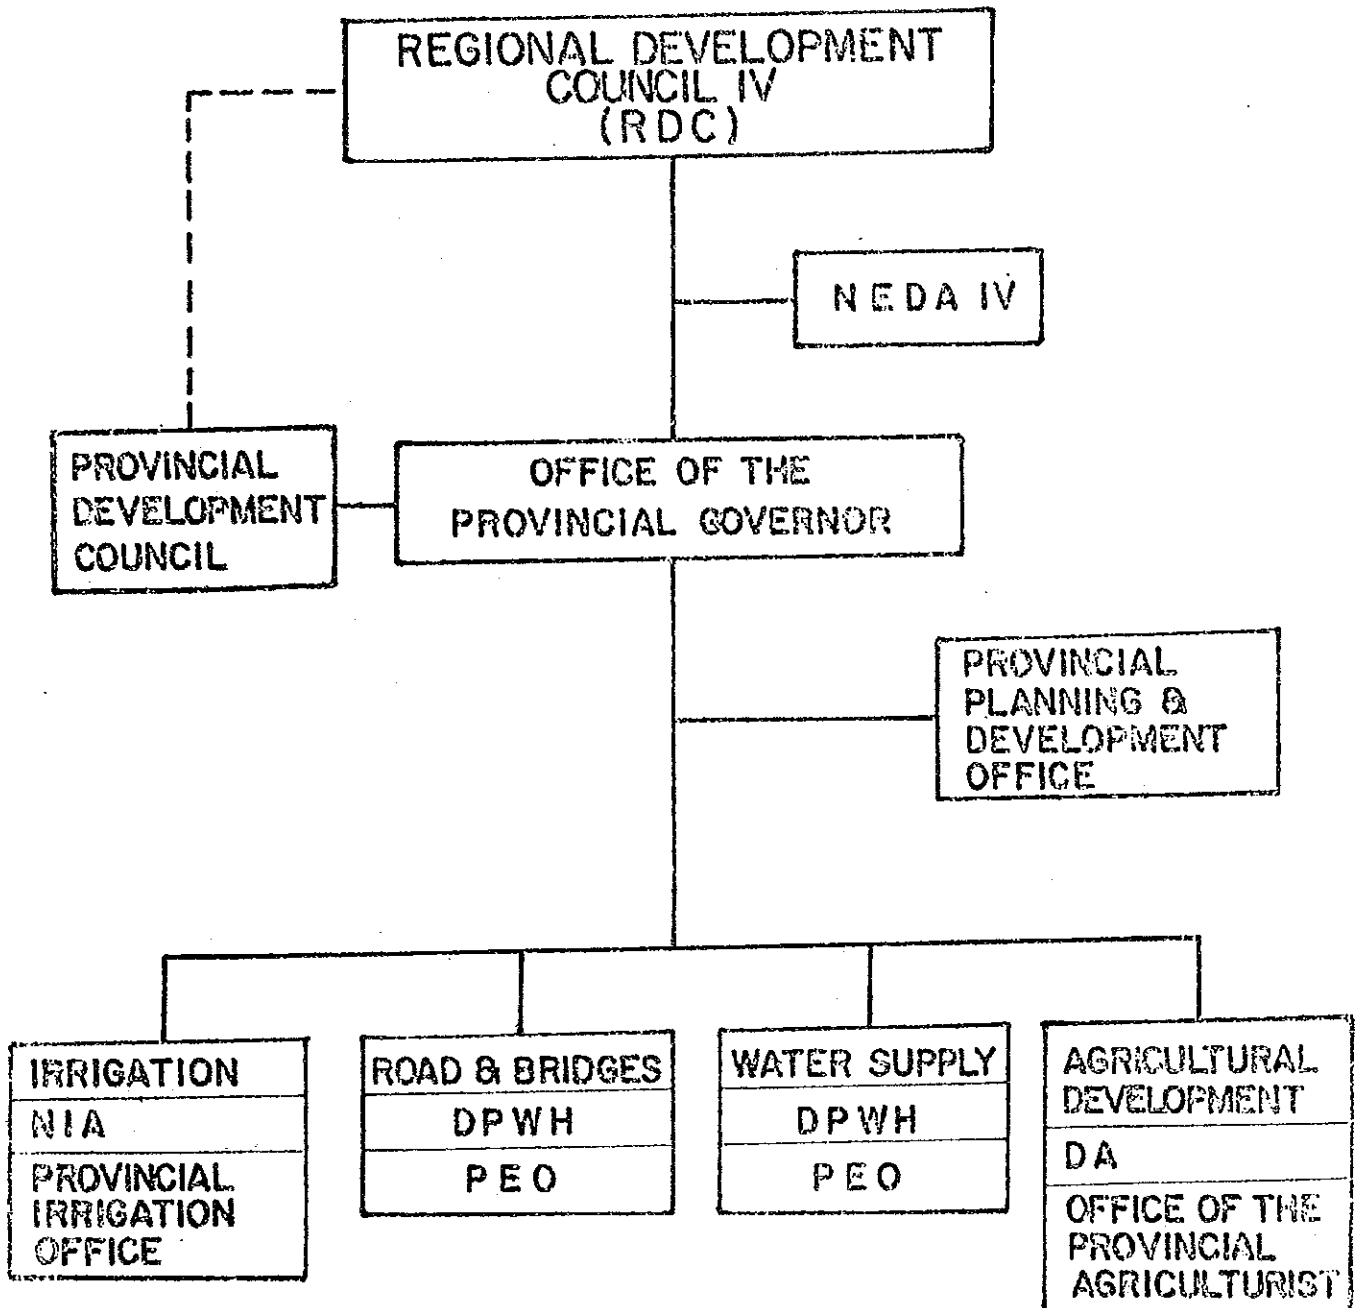 REGIONAL DEVELOPMENT
COUNCIL IV
(RDC)
NEDA IV
PROVINCIAL
DEVELOPMENT
COUNCIL
OFFICE OF THE
PROVINCIAL GOVERNOR
PROVINCIAL
PLANNING &
DEVELOPMENT
OFFICE
IRRIGATION
NIA
PROVINCIAL
IRRIGATION
OFFICE
ROAD & BRIDGES
DPWH
PEO
WATER SUPPLY
DPWH
PEO
AGRICULTURAL
DEVELOPMENT
DA
OFFICE OF THE
PROVINCIAL
AGRICULTURIST